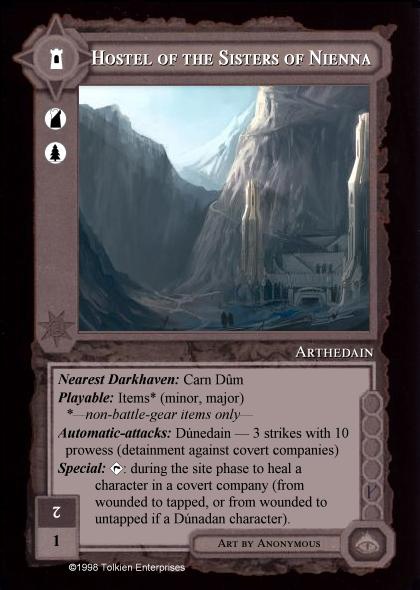 HOSTEL OF THE SISTERS OF NIENNA
ARTHEDAIN
Nearest Darkhaven: Carn Dûm
Playable: Items* (minor, major)
*—non-battle-gear items only—
Automatic-attacks: Dúnedain — 3 strikes with 10
prowess (detainment against covert companies)
Special: : during the site phase to heal a
character in a covert company (from
wounded to tapped, or from wounded to
untapped if a Dúnadan character).
2
1
ART BY ANONYMOUS
©1998 Tolkien Enterprises